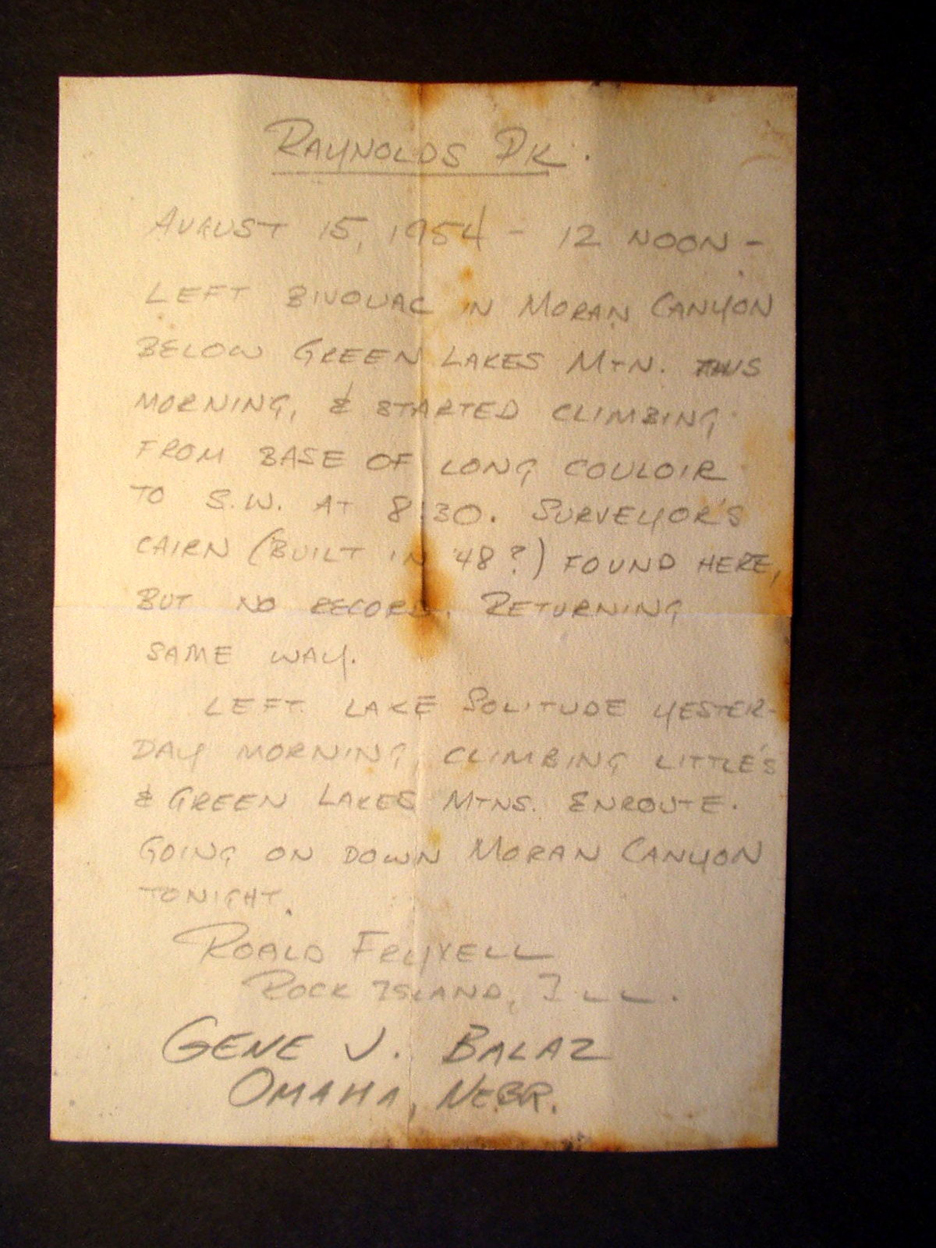 RAYNOLDS PK.
AUGUST 15, 1954 - 12 NOON -
LEFT BIVOUAC IN MORAN CANYON
BELOW GREEN LAKES MTN. THIS
MORNING, & STARTED CLIMBING
FROM BASE OF LONG COULOIR
TO S.W. AT 8:30. SURVEYOR'S
CAIRN (BUILT IN '48?) FOUND HERE,
BUT NO RECORD. RETURNING
SAME WAY.
LEFT LAKE SOLITUDE YESTER-
DAY MORNING, CLIMBING LITTLE'S
& GREEN LAKES MTNS. ENROUTE.
GOING ON DOWN MORAN CANYON
TONIGHT.
ROALD FRYXELL
ROCK ISLAND, ILL.
GENE J. BALAZ
OMAHA, NEBR.